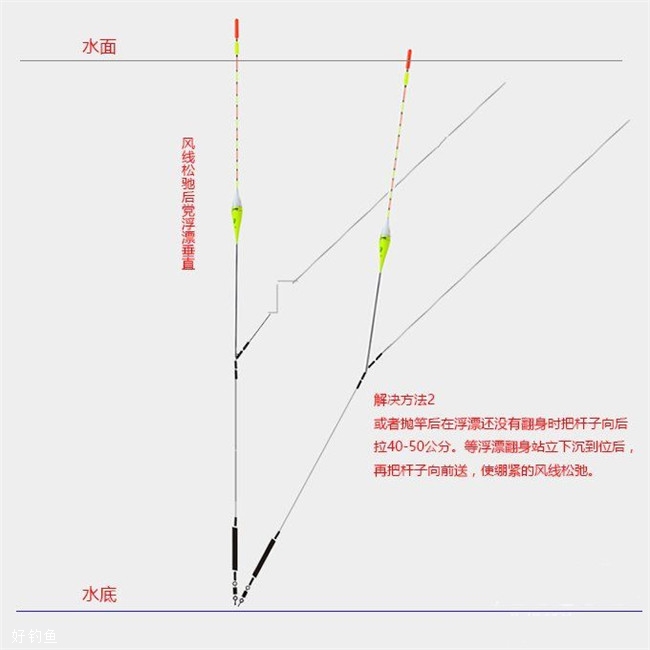 水面
风线松驰后党浮漂垂直
解决方法2
或者抛竿后在浮漂还没有翻身时把杆子向后
拉40-50公分。等浮漂翻身站立下沉到位后，
再把杆子向前送，使绷紧的风线松弛。
水底
好钓鱼